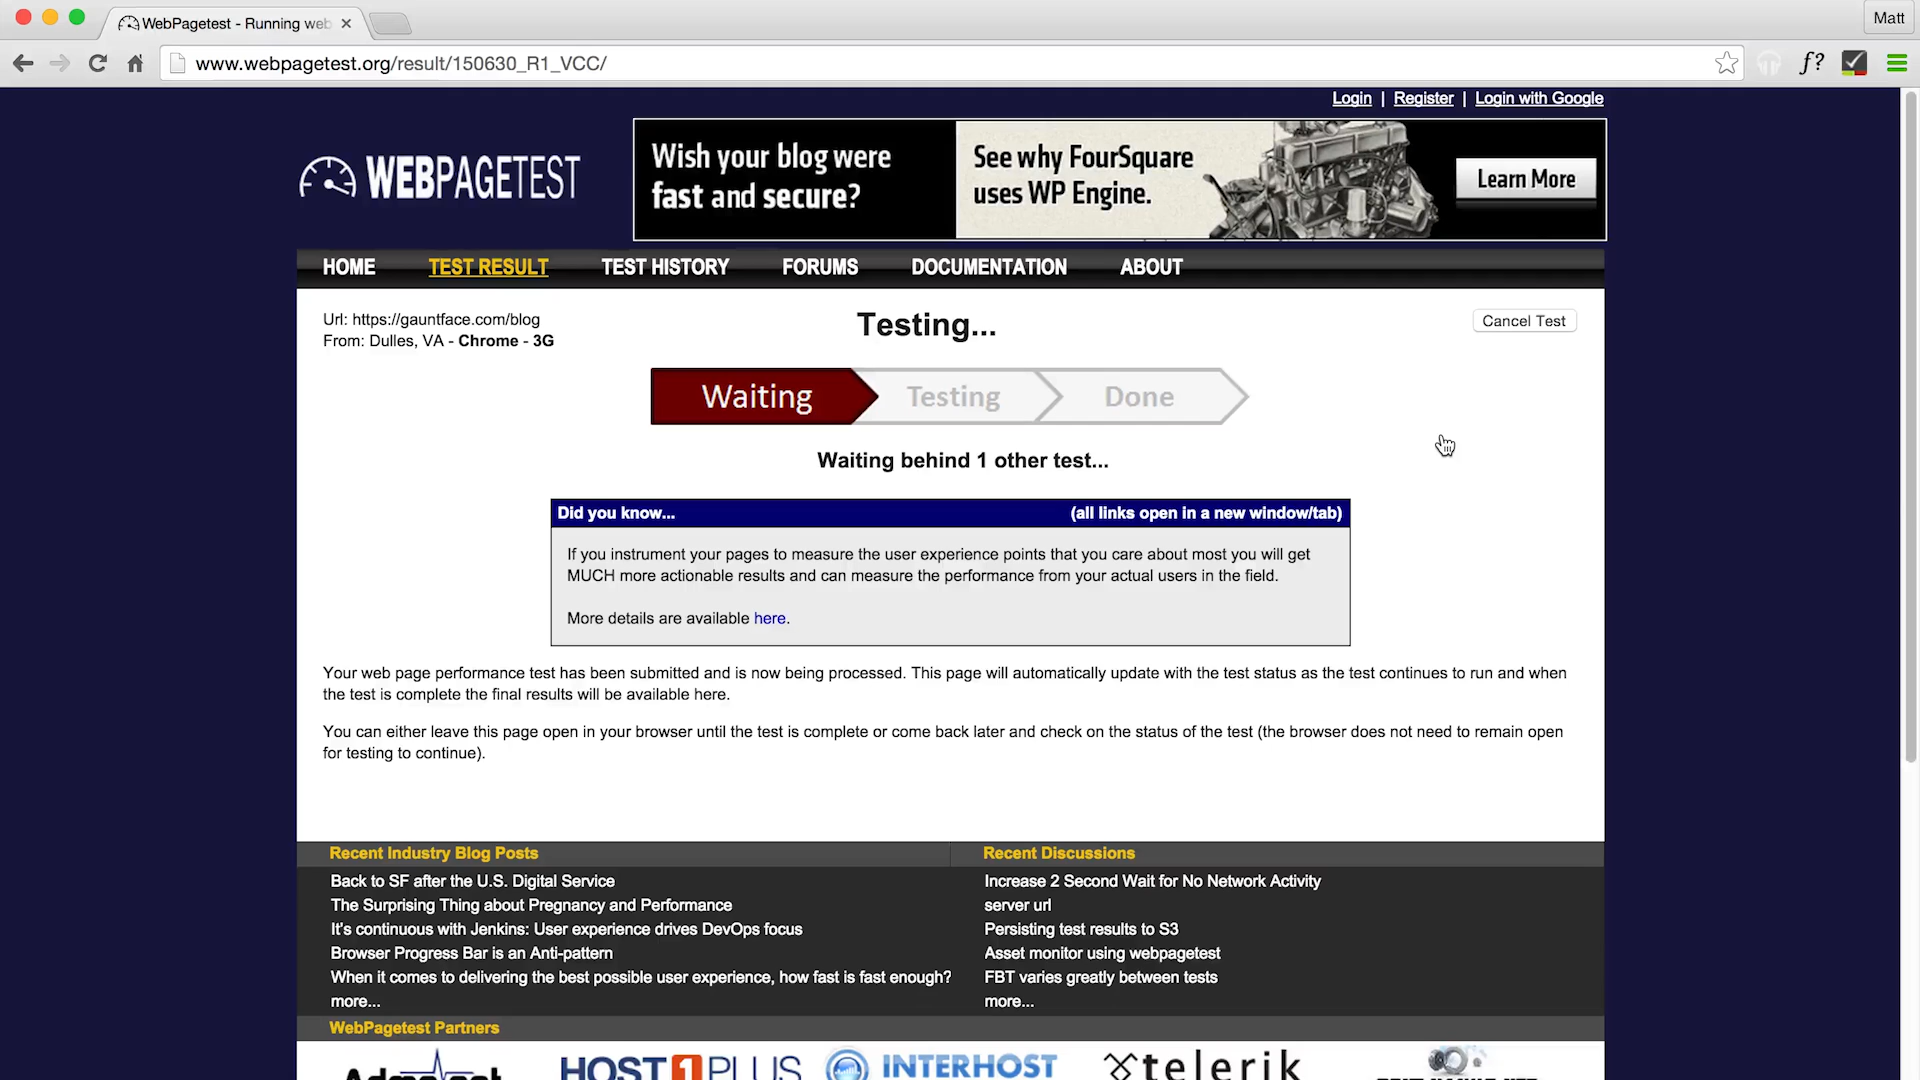 WebPagetest - Running web
Matt
www.webpagetest.org/result/150630_R1_VCC/
f?
Login | Register | Login with Google
WEBPAGETEST
Wish your blog were
fast and secure?
See why FourSquare
uses WP Engine.
Learn More
HOME TEST RESULT TEST HISTORY FORUMS DOCUMENTATION ABOUT
Url: https://gauntface.com/blog
From: Dulles, VA - Chrome - 3G
Testing...
Cancel Test
Waiting Testing Done
Waiting behind 1 other test...
Did you know... (all links open in a new window/tab)
If you instrument your pages to measure the user experience points that you care about most you will get
MUCH more actionable results and can measure the performance from your actual users in the field.
More details are available here.
Your web page performance test has been submitted and is now being processed. This page will automatically update with the test status as the test continues to run and when
the test is complete the final results will be available here.
You can either leave this page open in your browser until the test is complete or come back later and check on the status of the test (the browser does not need to remain open
for testing to continue).
Recent Industry Blog Posts
Back to SF after the U.S. Digital Service
The Surprising Thing about Pregnancy and Performance
It's continuous with Jenkins: User experience drives DevOps focus
Browser Progress Bar is an Anti-pattern
When it comes to delivering the best possible user experience, how fast is fast enough?
more...
Recent Discussions
Increase 2 Second Wait for No Network Activity
server url
Persisting test results to S3
Asset monitor using webpagetest
FBT varies greatly between tests
more...
WebPagetest Partners
HOST1PLUS INTERHOST telerik